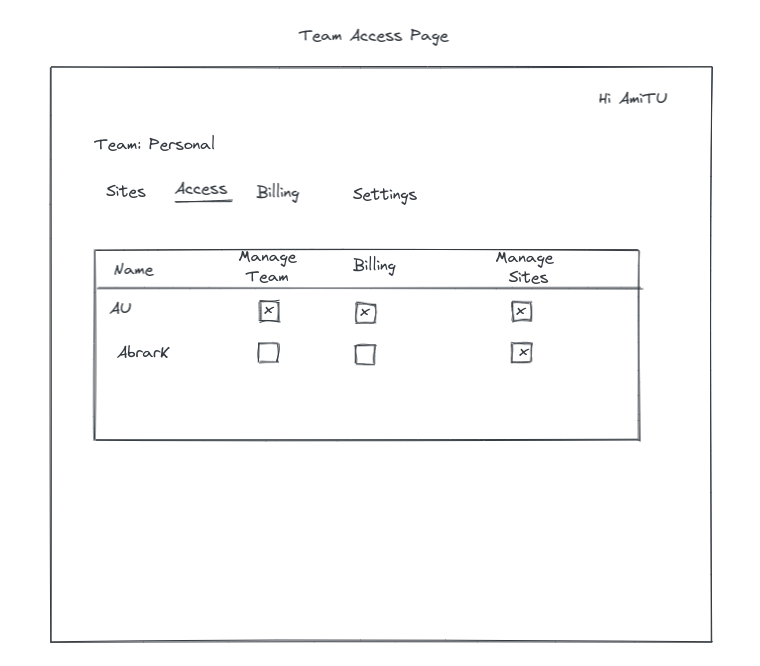 Team Access Page
Hi AmiTU
Team: Personal
Sites Access Billing Settings
Name Manage Team Billing Manage Sites
AU x x x
AbrarK x